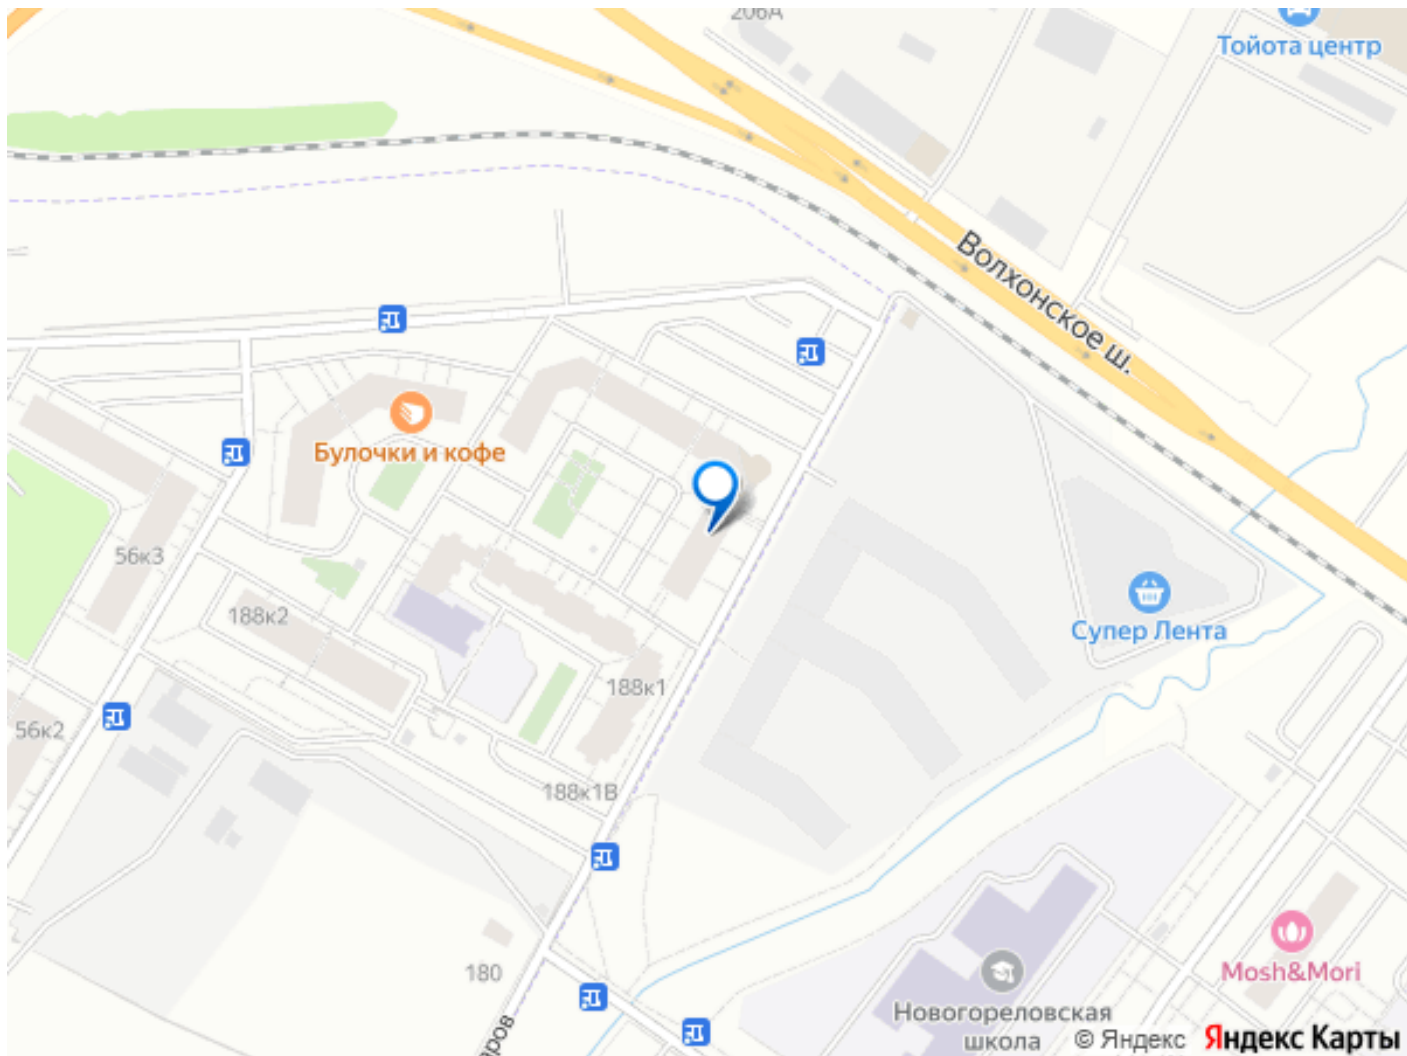 206А
Тойота центр
Волхонское ш.
Булочки и кофе
56к3
188к2
Супер Лента
188к1
56к2
188к1В
180
Mosh&Mori
Новогореловская
школа
© Яндекс Яндекс Карты